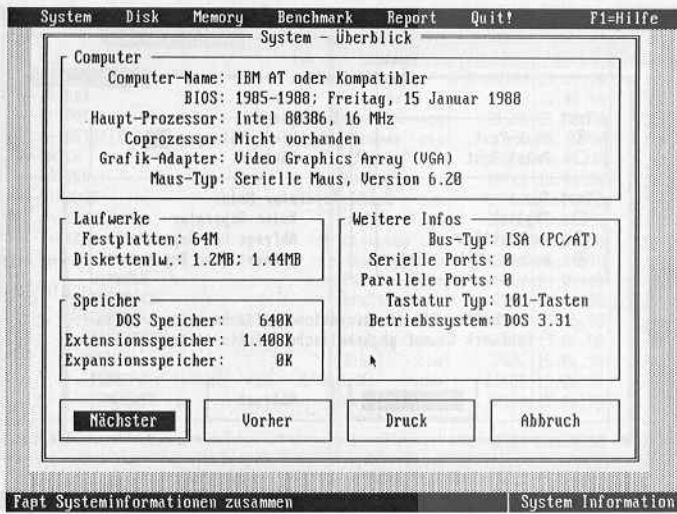 System Disk Memory Benchmark Report Quit! F1=Hilfe
System - Überblick
Computer
Computer-Name: IBM AT oder Kompatibler
BIOS: 1985-1988; Freitag, 15 Januar 1988
Haupt-Prozessor: Intel 80386, 16 MHz
Coprozessor: Nicht vorhanden
Grafik-Adapter: Video Graphics Array (VGA)
Maus-Typ: Serielle Maus, Version 6.28
Laufwerke
Festplatten: 64M
Diskettenlw.: 1.2MB; 1.44MB
Speicher
DOS Speicher: 640K
Extensionsspeicher: 1.408K
Expansionsspeicher: 0K
Weitere Infos
Bus-Typ: ISA (PC/AT)
Serielle Ports: 0
Parallele Ports: 0
Tastatur Typ: 101-Tasten
Betriebssystem: DOS 3.31
Nächster Vorher Druck Abbruch
Fapt Systeminformationen zusammen System Information